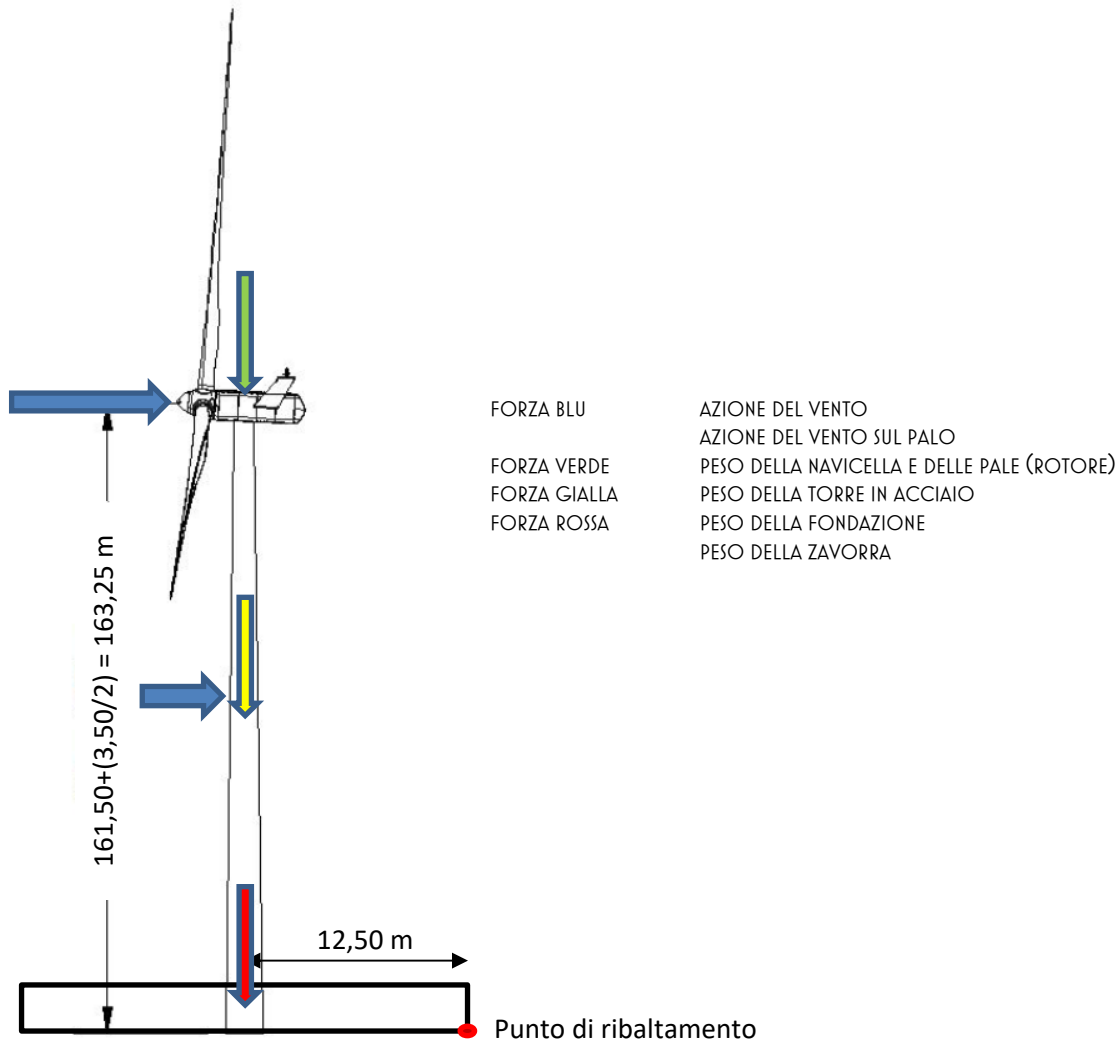 FORZA BLU AZIONE DEL VENTO
AZIONE DEL VENTO SUL PALO
FORZA VERDE PESO DELLA NAVICELLA E DELLE PALE (ROTORE)
FORZA GIALLA PESO DELLA TORRE IN ACCIAIO
FORZA ROSSA PESO DELLA FONDAZIONE
PESO DELLA ZAVORRA
161,50+(3,50/2) = 163,25 m
12,50 m
Punto di ribaltamento